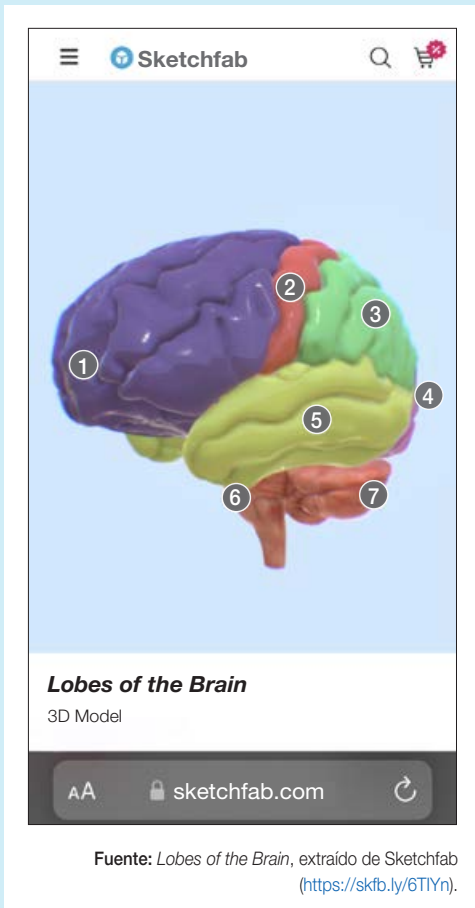 Sketchfab
1
2
3
4
5
6
7
Lobes of the Brain
3D Model
AA sketchfab.com
Fuente: Lobes of the Brain, extraído de Sketchfab
(https://skfb.ly/6TlYn).